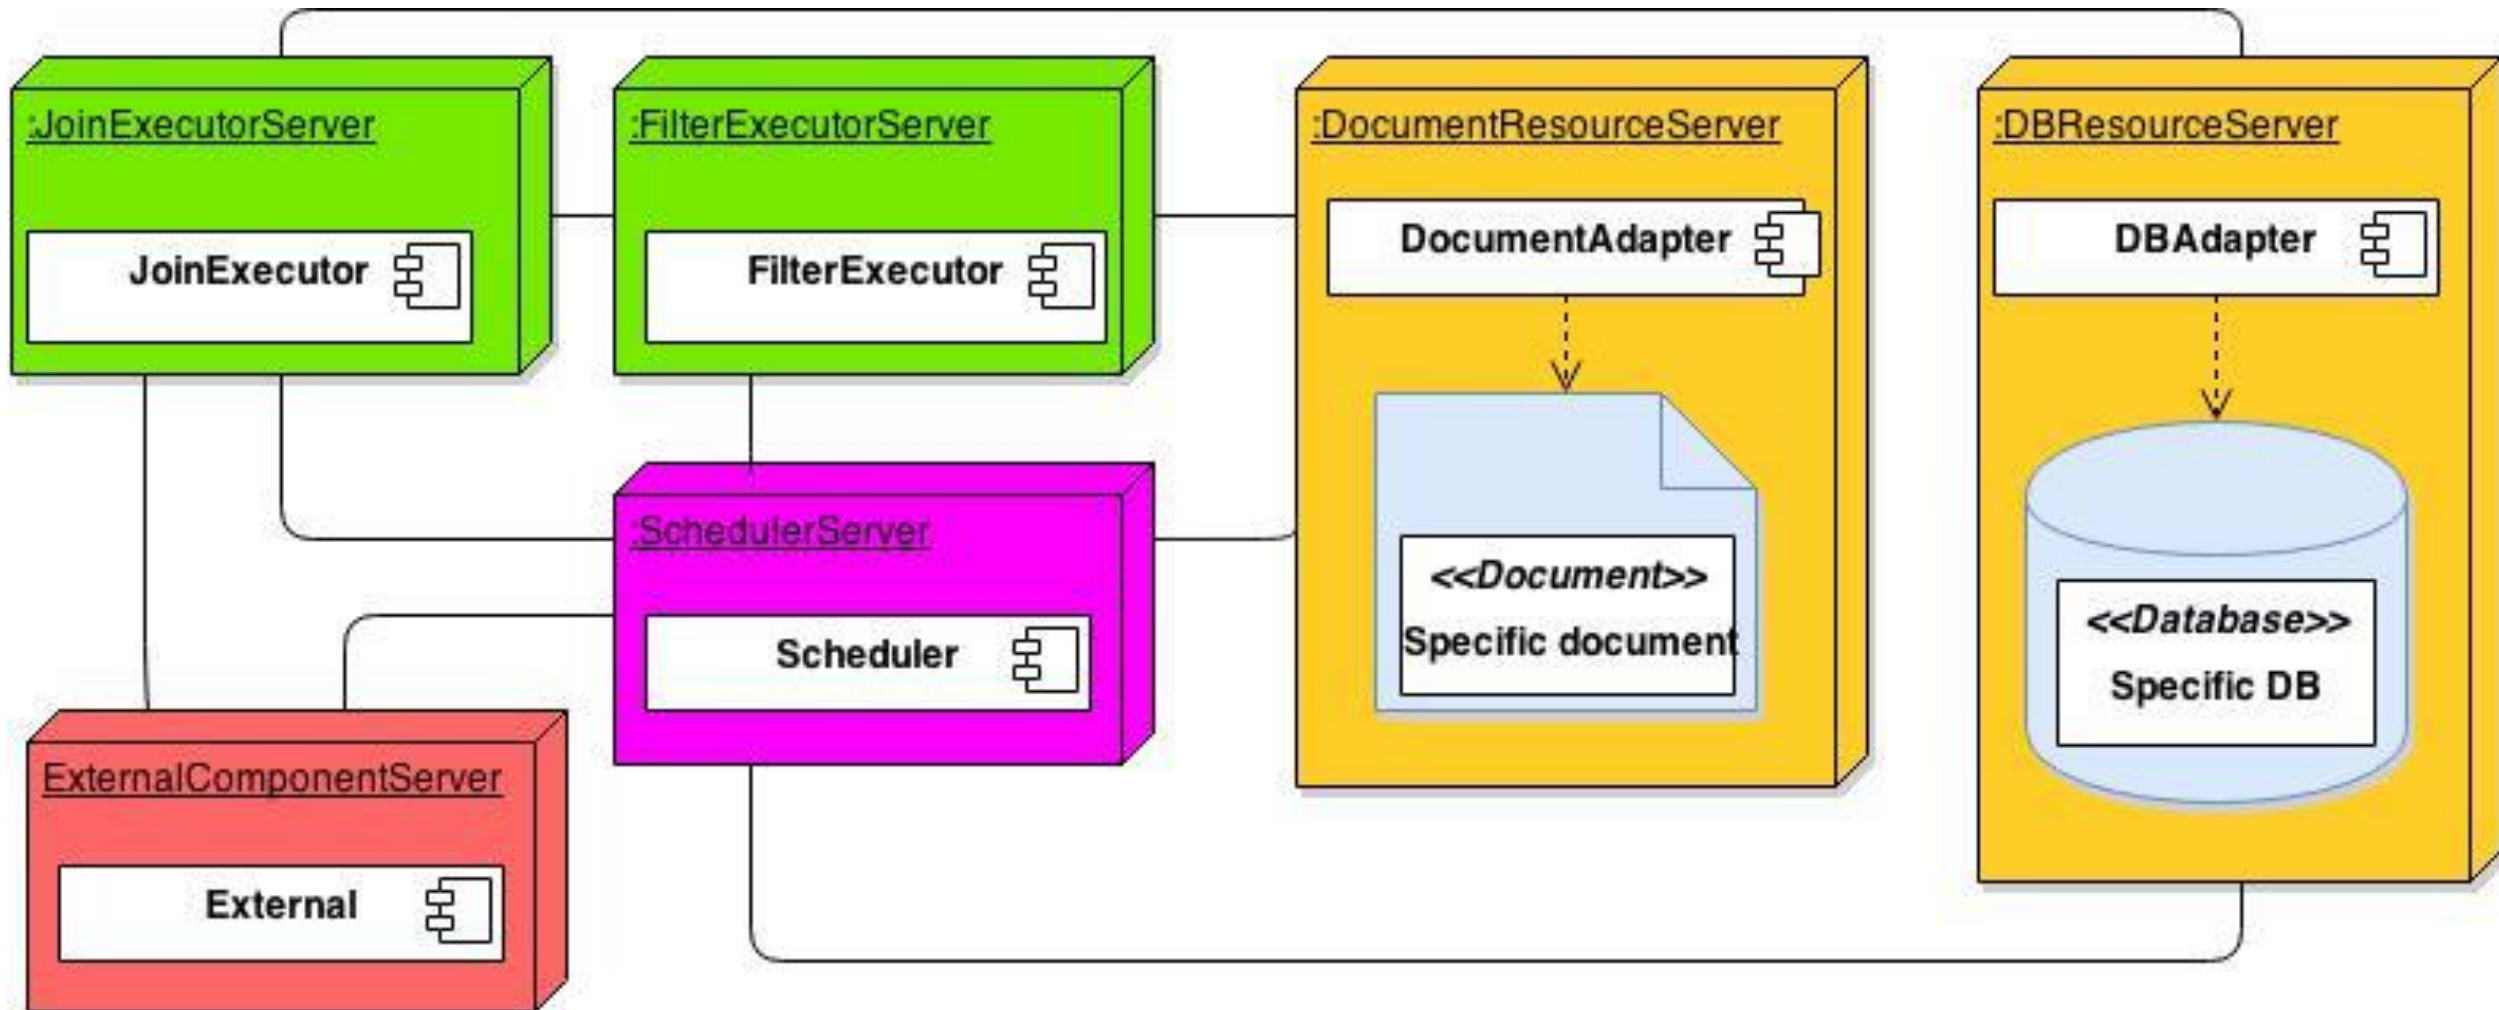 :JoinExecutorServer
JoinExecutor
:FilterExecutorServer
FilterExecutor
:DocumentResourceServer
DocumentAdapter
<<Document>>
Specific document
:DBResourceServer
DBAdapter
<<Database>>
Specific DB
:SchedulerServer
Scheduler
ExternalComponentServer
External